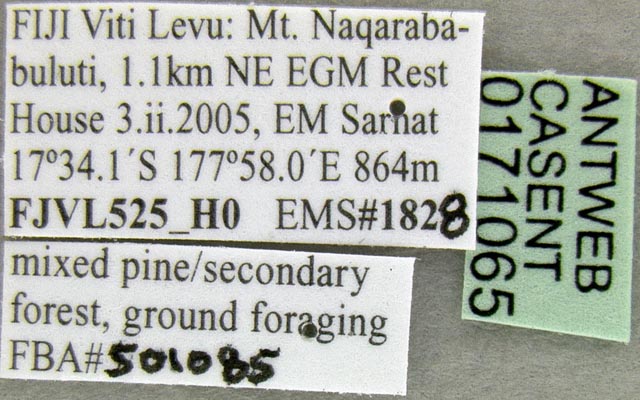 FIJI Viti Levu: Mt. Naqaraba-
buluti, 1.1km NE EGM Rest
House 3.ii.2005, EM Sarnat
17º34.1´S 177º58.0´E 864m
FJVL525_H0 EMS#1828
mixed pine/secondary
forest, ground foraging
FBA#501085
ANTWEB
CASENT
0171065